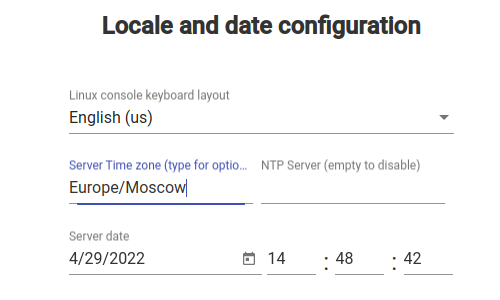 Locale and date configuration
Linux console keyboard layout
English (us)
Server Time zone (type for optio... NTP Server (empty to disable)
Europe/Moscow
Server date
4/29/2022 14 : 48 : 42